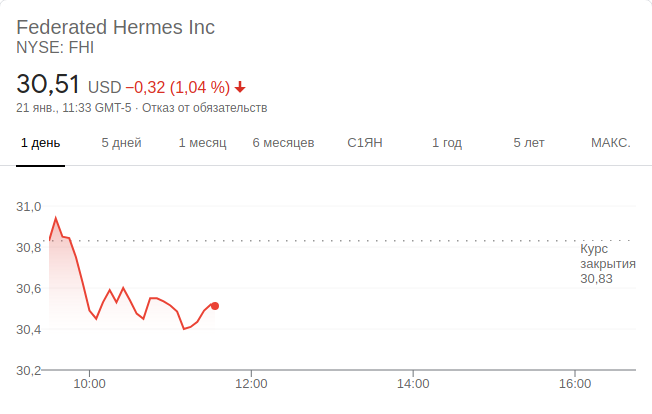 Federated Hermes Inc
NYSE: FHI
30,51 USD −0,32 (1,04 %)
21 янв., 11:33 GMT-5 · Отказ от обязательств
1 день 5 дней 1 месяц 6 месяцев С1ЯН 1 год 5 лет МАКС.
31,0
30,8
Курс
закрытия
30,83
30,6
30,4
30,2
10:00 12:00 14:00 16:00